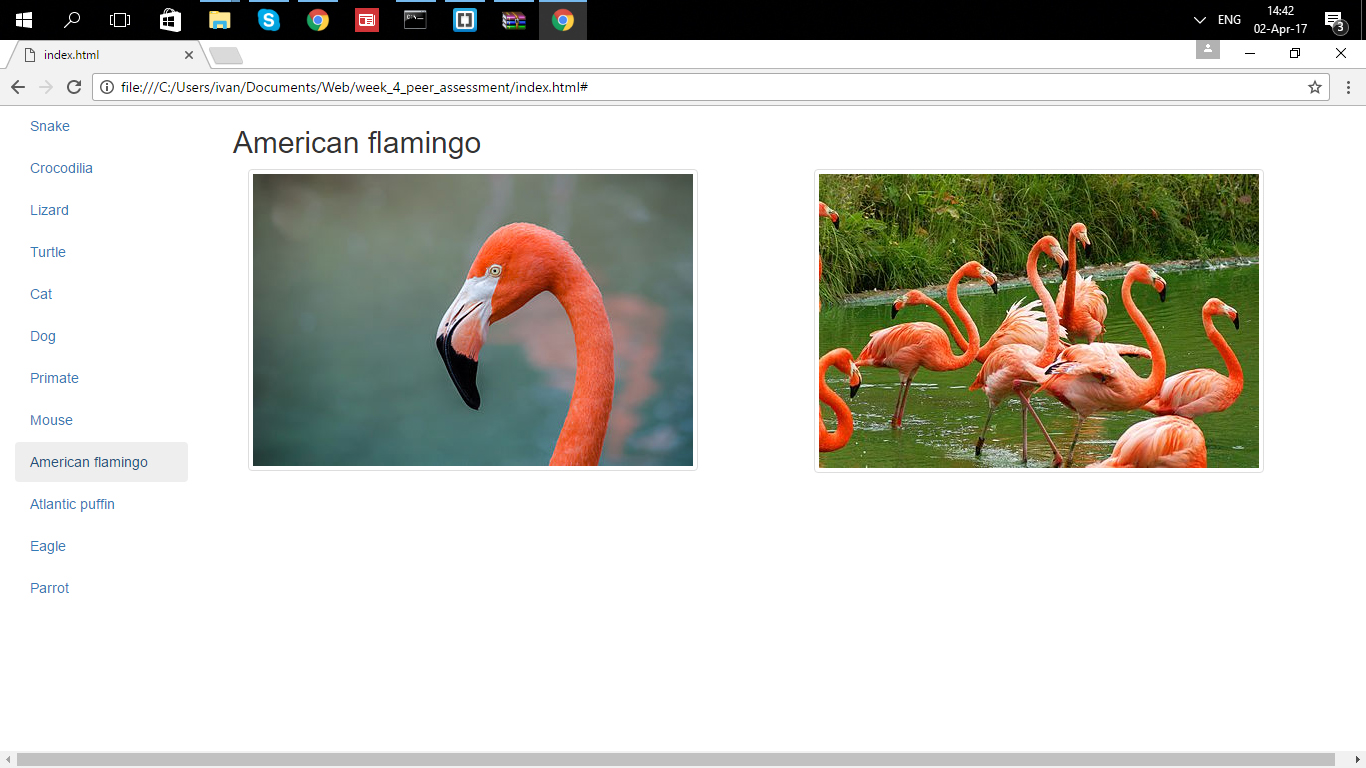 14:42
ENG
02-Apr-17
3
index.html
file:///C:/Users/ivan/Documents/Web/week_4_peer_assessment/index.html#
Snake
American flamingo
Crocodilia
Lizard
Turtle
Cat
Dog
Primate
Mouse
American flamingo
Atlantic puffin
Eagle
Parrot